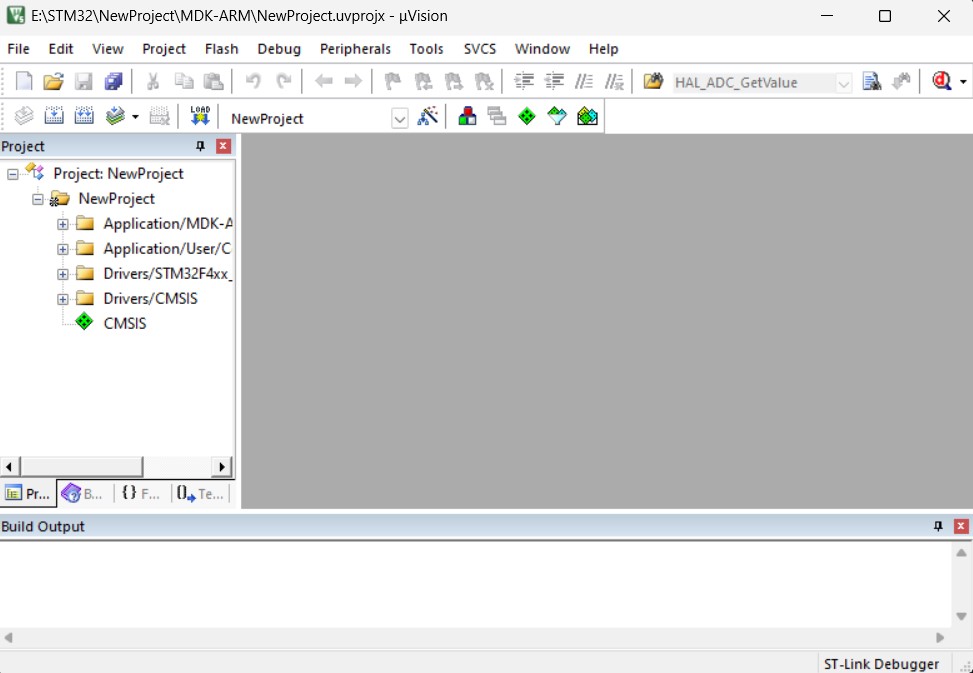 E:\STM32\NewProject\MDK-ARM\NewProject.uvprojx - µVision
File Edit View Project Flash Debug Peripherals Tools SVCS Window Help
HAL_ADC_GetValue
LOAD
NewProject
Project
Project: NewProject
NewProject
Application/MDK-A
Application/User/C
Drivers/STM32F4xx_
Drivers/CMSIS
CMSIS
Pr... B... {} F... 0 Te...
Build Output
ST-Link Debugger